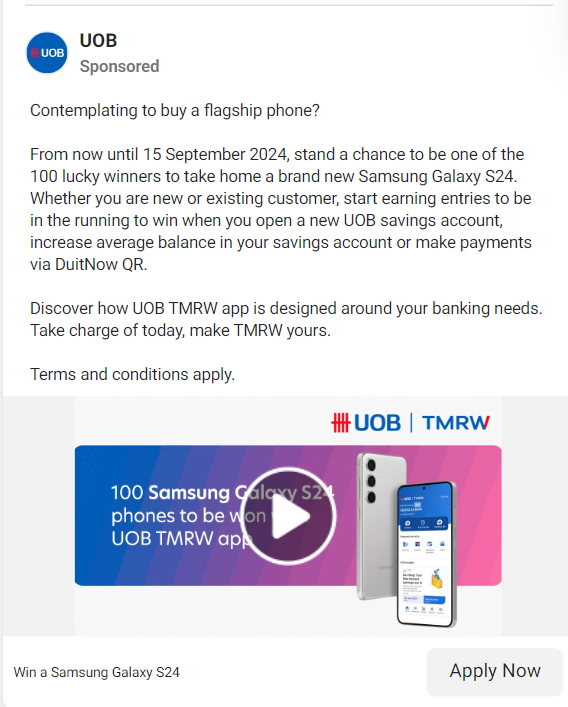 UOB
UOB
Sponsored
Contemplating to buy a flagship phone?
From now until 15 September 2024, stand a chance to be one of the
100 lucky winners to take home a brand new Samsung Galaxy S24.
Whether you are new or existing customer, start earning entries to be
in the running to win when you open a new UOB savings account,
increase average balance in your savings account or make payments
via DuitNow QR.
Discover how UOB TMRW app is designed around your banking needs.
Take charge of today, make TMRW yours.
Terms and conditions apply.
UOB | TMRW
100 Samsung Galaxy S24
phones to be won
UOB TMRW app
Win a Samsung Galaxy S24
Apply Now